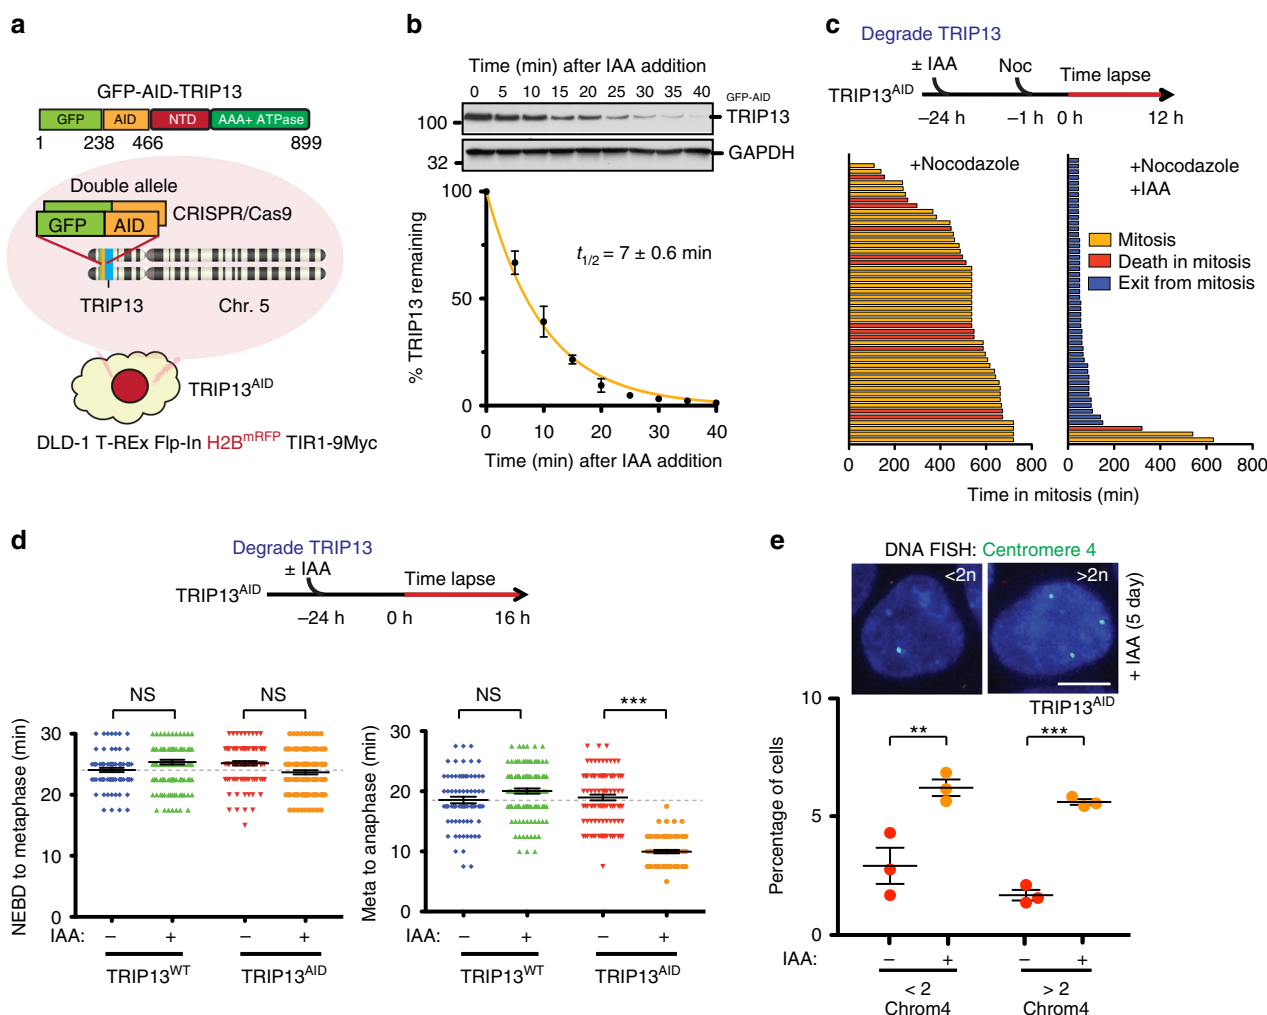 a
GFP-AID-TRIP13
GFP AID NTD AAA+ ATPase
1 238 466 899
Double allele
GFP AID CRISPR/Cas9
TRIP13 Chr. 5
TRIP13AID
DLD-1 T-REx Flp-In H2BmRFP TIR1-9Myc
b
Time (min) after IAA addition
0 5 10 15 20 25 30 35 40
GFP-AID
100 TRIP13
32 GAPDH
% TRIP13 remaining
100
50
0
t1/2 = 7 ± 0.6 min
0 10 20 30 40
Time (min) after IAA addition
c
Degrade TRIP13
± IAA Noc Time lapse
TRIP13AID
–24 h –1 h 0 h 12 h
+Nocodazole
+Nocodazole
+IAA
Mitosis
Death in mitosis
Exit from mitosis
0 200 400 600 800
0 200 400 600 800
Time in mitosis (min)
d
Degrade TRIP13
± IAA
TRIP13AID Time lapse
–24 h 0 h 16 h
NEBD to metaphase (min)
NS NS
30
20
10
0
IAA: – + – +
TRIP13WT TRIP13AID
Meta to anaphase (min)
NS ***
30
20
10
0
IAA: – + – +
TRIP13WT TRIP13AID
e
DNA FISH: Centromere 4
<2n >2n
+ IAA (5 day)
TRIP13AID
Percentage of cells
10
5
0
** ***
IAA: – + – +
< 2
Chrom4
> 2
Chrom4